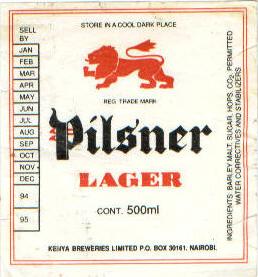 STORE IN A COOL DARK PLACE
SELL
BY
JAN
FEB
MAR
APR
MAY
JUN
JUL
AUG
SEP
OCT
NOV
DEC
94
95
REG. TRADE MARK
Pilsner
LAGER
CONT. 500ml
KENYA BREWERIES LIMITED P.O. BOX 30161, NAIROBI.
INGREDIENTS: BARLEY MALT, SUGAR, HOPS, CO2, PERMITTED
WATER CORRECTIVES AND STABILIZERS